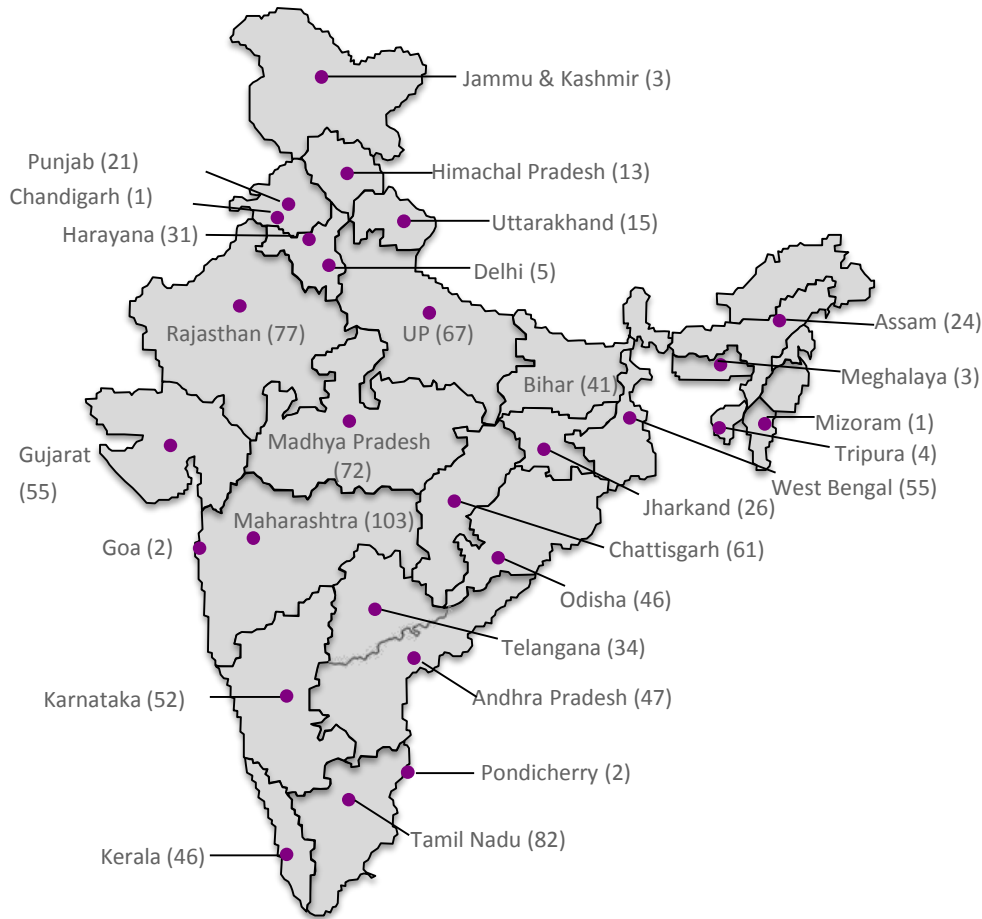 Jammu & Kashmir (3)
Punjab (21)
Himachal Pradesh (13)
Chandigarh (1)
Uttarakhand (15)
Harayana (31)
Delhi (5)
Assam (24)
Rajasthan (77)
UP (67)
Meghalaya (3)
Bihar (41)
Mizoram (1)
Madhya Pradesh
(72)
Tripura (4)
Gujarat
(55)
West Bengal (55)
Jharkand (26)
Maharashtra (103)
Goa (2)
Chattisgarh (61)
Odisha (46)
Telangana (34)
Karnataka (52)
Andhra Pradesh (47)
Pondicherry (2)
Tamil Nadu (82)
Kerala (46)